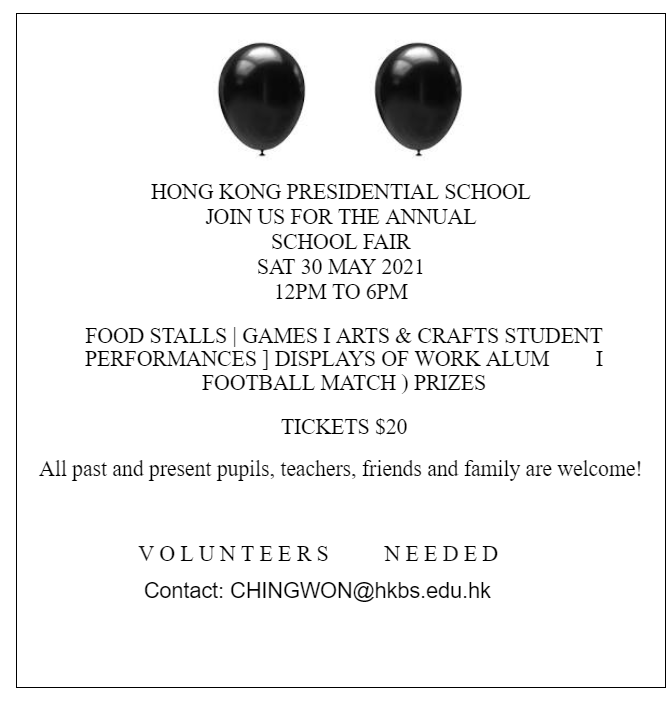 HONG KONG PRESIDENTIAL SCHOOL
JOIN US FOR THE ANNUAL
SCHOOL FAIR
SAT 30 MAY 2021
12PM TO 6PM
FOOD STALLS | GAMES I ARTS & CRAFTS STUDENT
PERFORMANCES ] DISPLAYS OF WORK ALUM I
FOOTBALL MATCH ) PRIZES
TICKETS $20
All past and present pupils, teachers, friends and family are welcome!
VOLUNTEERS NEEDED
Contact: CHINGWON@hkbs.edu.hk